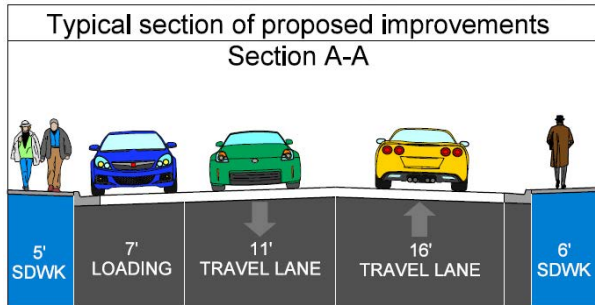 Typical section of proposed improvements
Section A-A
5' 7' 11' 16' 6'
SDWK LOADING TRAVEL LANE TRAVEL LANE SDWK